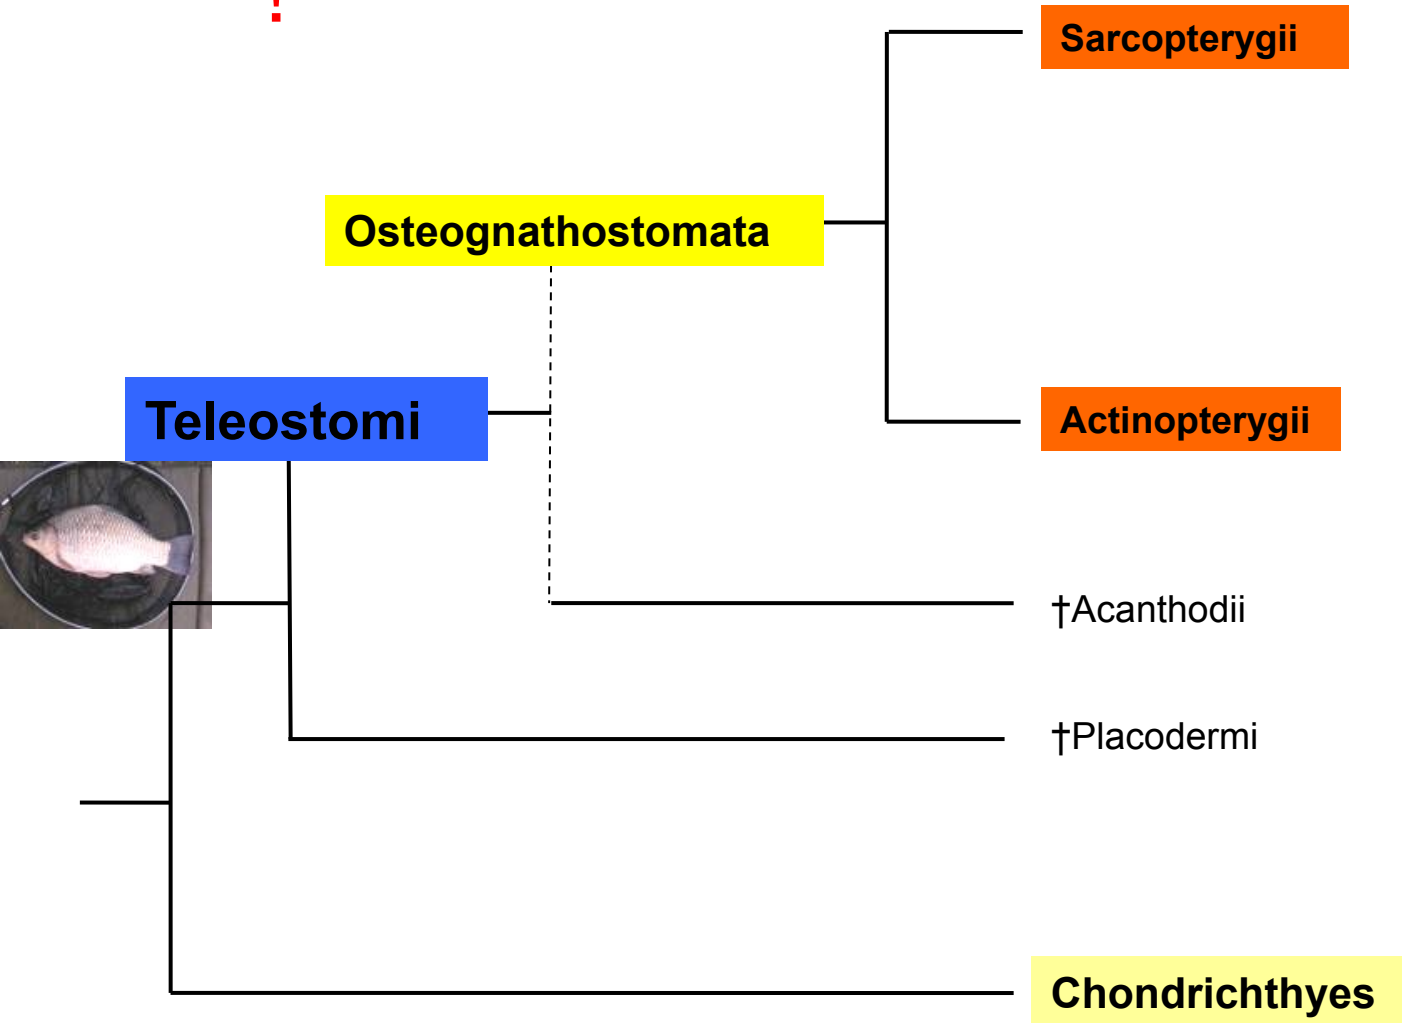 !
Sarcopterygii
Osteognathostomata
Teleostomi
Actinopterygii
†Acanthodii
†Placodermi
Chondrichthyes